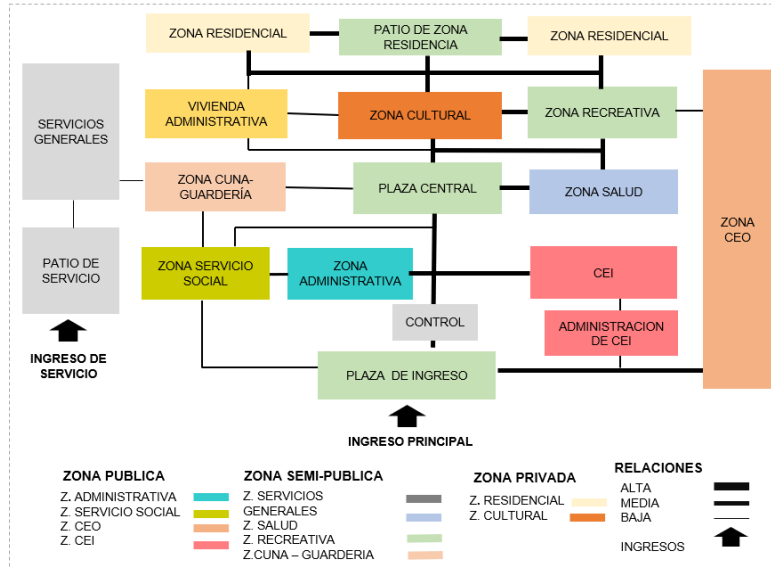 ZONA RESIDENCIAL
PATIO DE ZONA
RESIDENCIA
ZONA RESIDENCIAL
SERVICIOS
GENERALES
VIVIENDA
ADMINISTRATIVA
ZONA CULTURAL
ZONA RECREATIVA
ZONA CUNA-
GUARDERÍA
PLAZA CENTRAL
ZONA SALUD
ZONA
CEO
PATIO DE
SERVICIO
ZONA SERVICIO
SOCIAL
ZONA
ADMINISTRATIVA
CEI
CONTROL
ADMINISTRACION
DE CEI
INGRESO DE
SERVICIO
PLAZA DE INGRESO
INGRESO PRINCIPAL
ZONA PUBLICA
Z. ADMINISTRATIVA
Z. SERVICIO SOCIAL
Z. CEO
Z. CEI
ZONA SEMI-PUBLICA
Z. SERVICIOS
GENERALES
Z. SALUD
Z. RECREATIVA
Z.CUNA – GUARDERIA
ZONA PRIVADA
Z. RESIDENCIAL
Z. CULTURAL
RELACIONES
ALTA
MEDIA
BAJA
INGRESOS